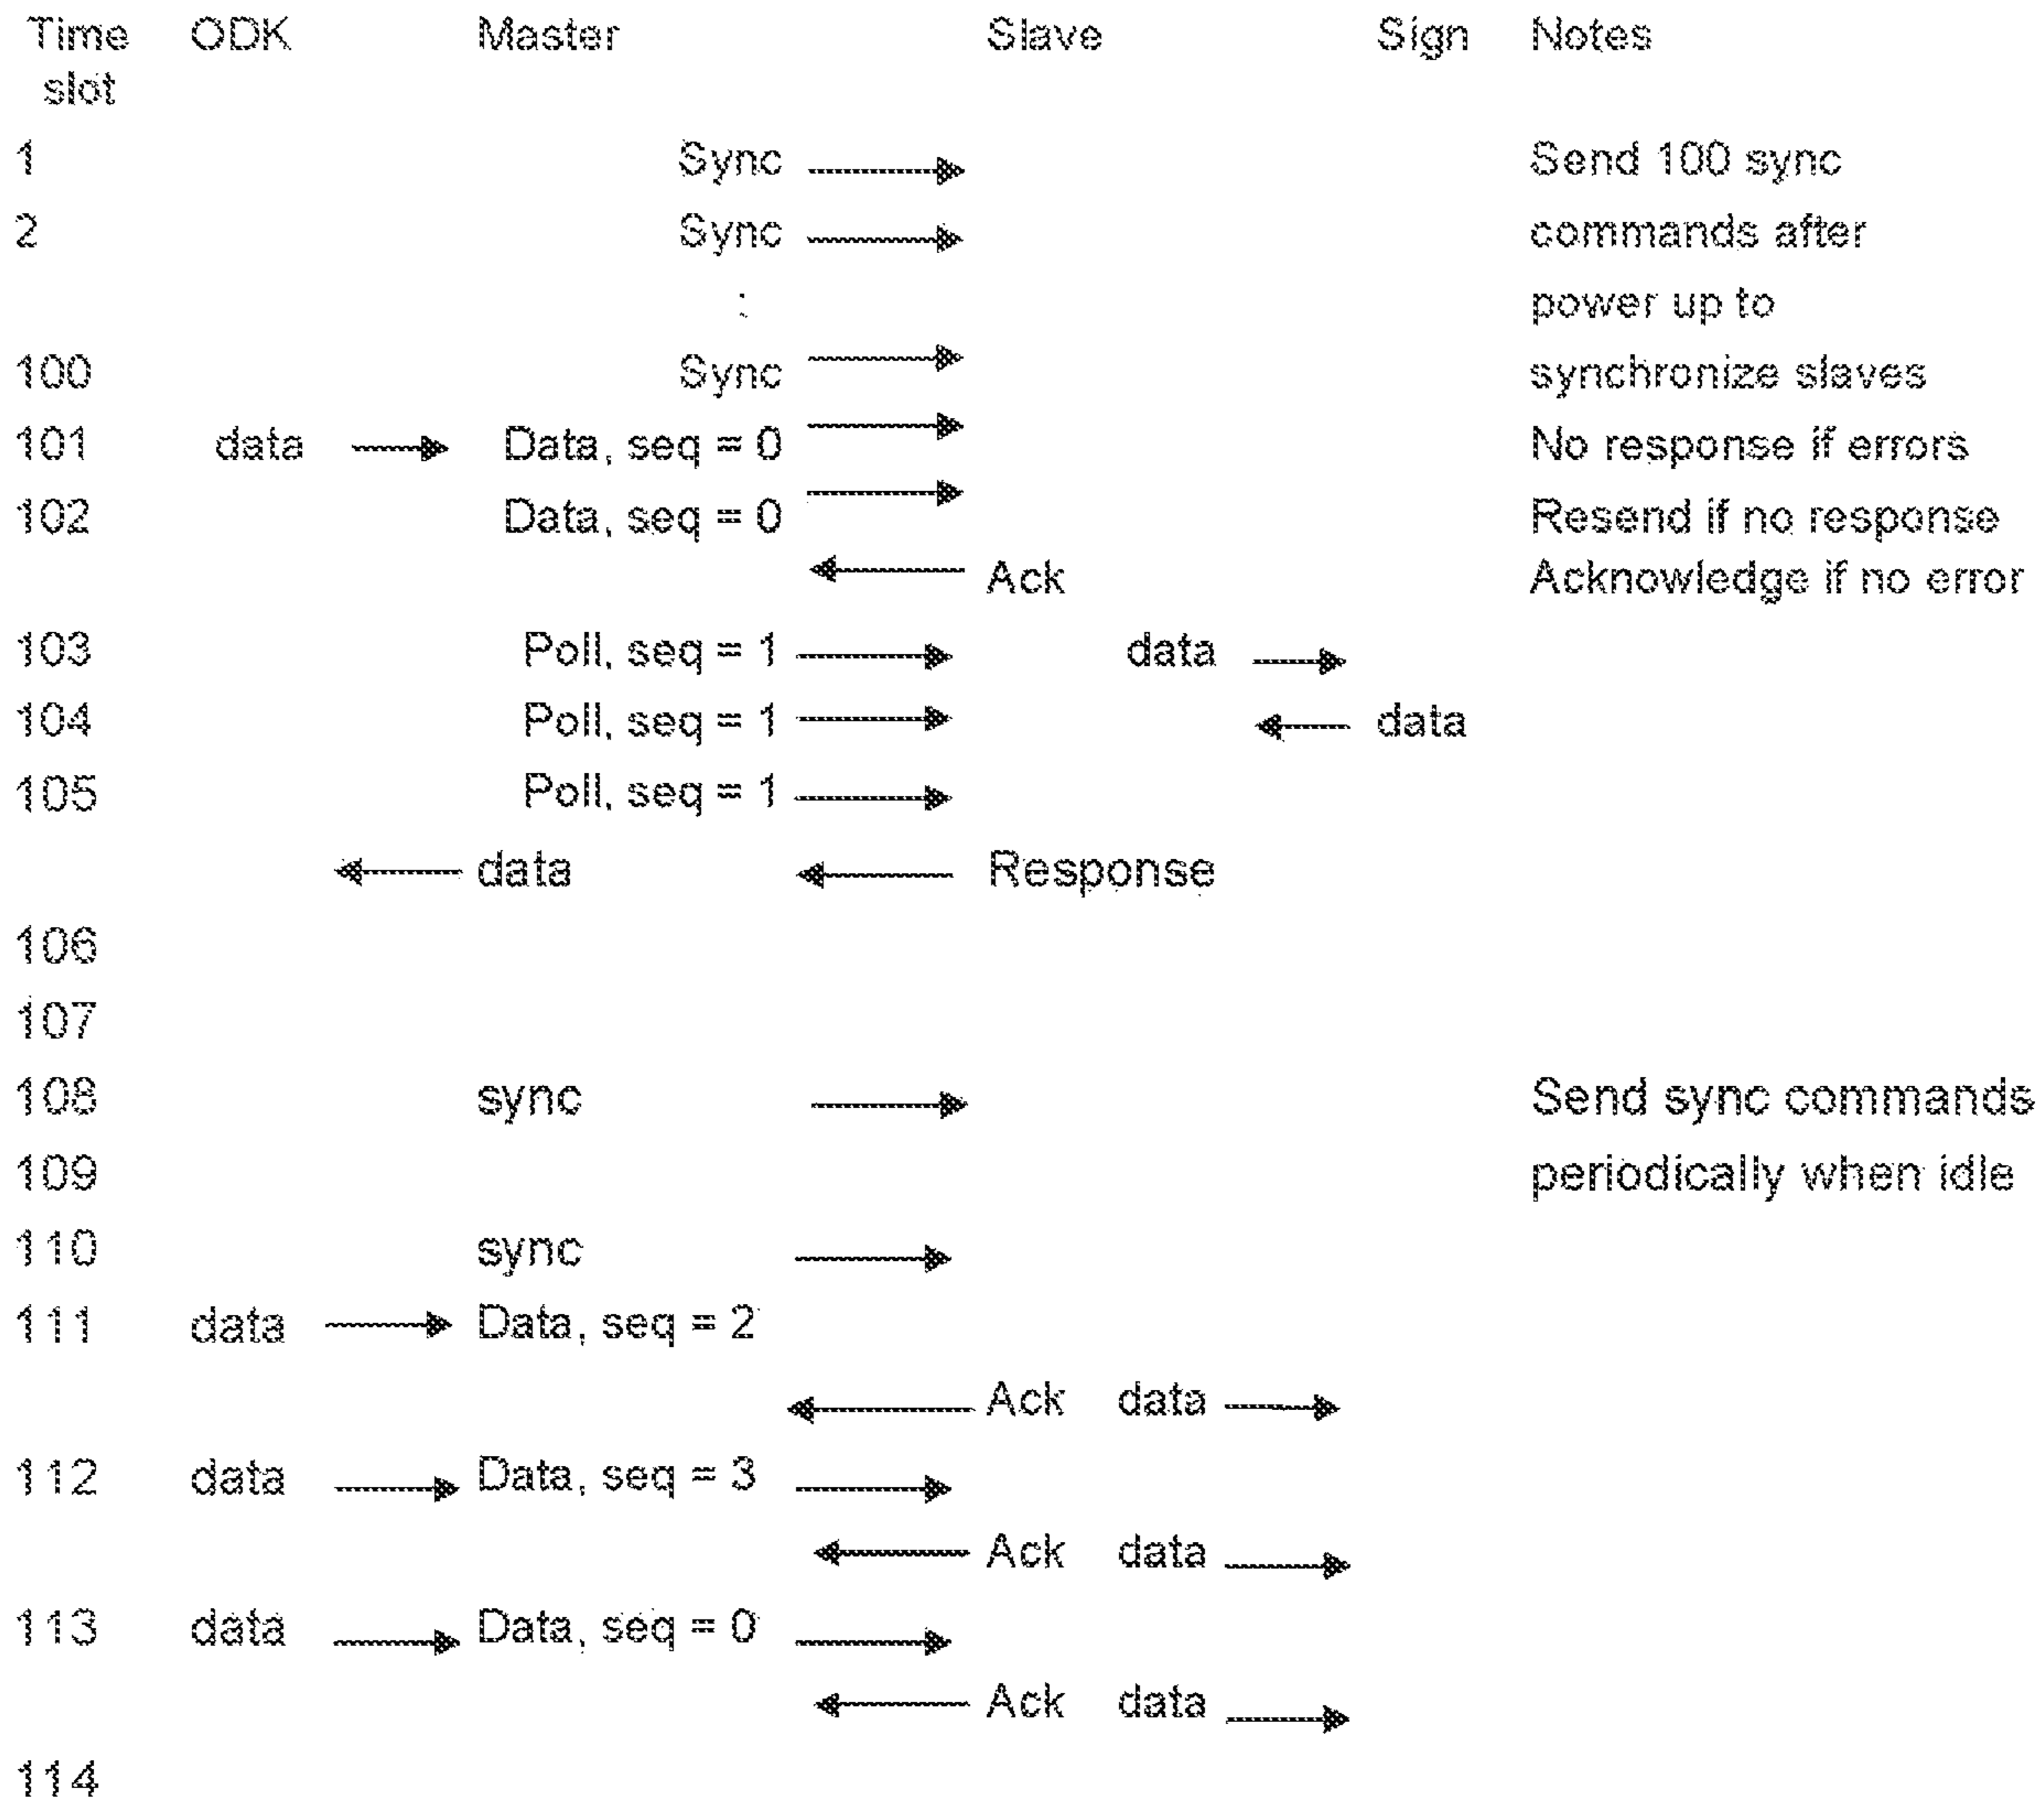 Time ODK Master Slave Sign Notes
slot
1 Sync Send 100 sync
2 Sync commands after
: power up to
100 Sync synchronize slaves
101 data Data, seq = 0 No response if errors
102 Data, seq = 0 Resend if no response
Ack Acknowledge if no error
103 Poll, seq = 1 data
104 Poll, seq = 1 data
105 Poll, seq = 1
data Response
106
107
108 sync Send sync commands
109 periodically when idle
110 sync
111 data Data, seq = 2
Ack data
112 data Data, seq = 3
Ack data
113 data Data, seq = 0
Ack data
114